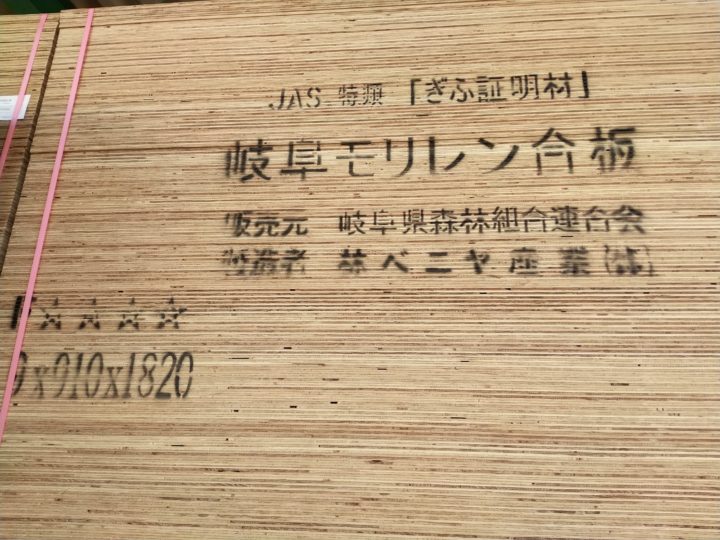 JAS 特類 「ぎふ証明材」
岐阜モリレン合板
販売元 岐阜県森林組合連合会
製造者 林ベニヤ産業(株)
F☆☆☆☆
9x910x1820